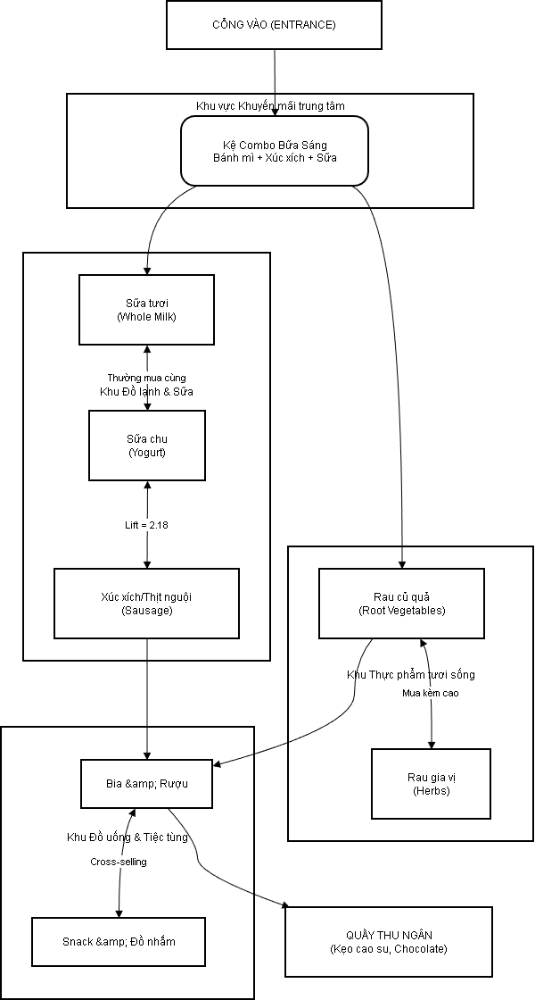 CỔNG VÀO (ENTRANCE)
Khu vực Khuyến mãi trung tâm
Kệ Combo Bữa Sáng
Bánh mì + Xúc xích + Sữa
Sữa tươi
(Whole Milk)
Thường mua cùng
Khu Đồ lạnh & Sữa
Sữa chu
(Yogurt)
Lift = 2.18
Xúc xích/Thịt nguội
(Sausage)
Rau củ quả
(Root Vegetables)
Khu Thực phẩm tươi sống
Mua kèm cao
Rau gia vị
(Herbs)
Bia &amp; Rượu
Khu Đồ uống & Tiệc tùng
Cross-selling
Snack &amp; Đồ nhắm
QUẦY THU NGÂN
(Kẹo cao su, Chocolate)